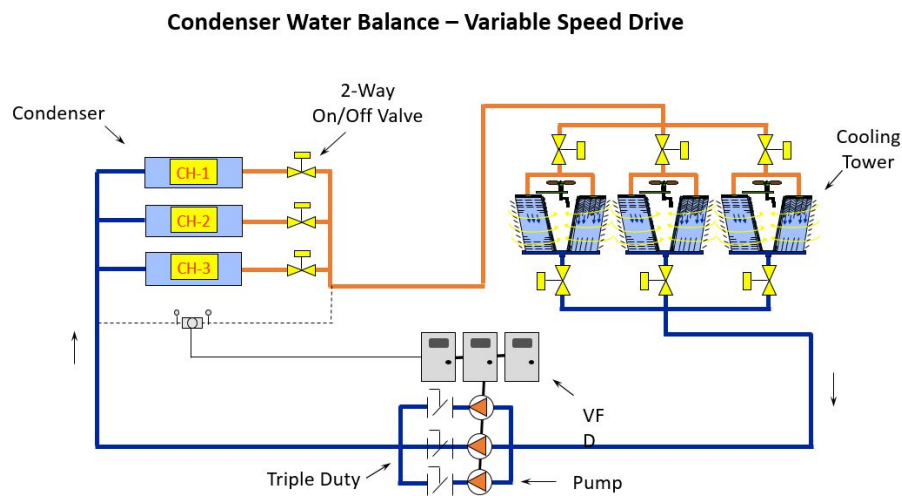 Condenser Water Balance – Variable Speed Drive
2-Way
On/Off Valve
Condenser
Cooling
Tower
CH-1
CH-2
CH-3
VF
D
Triple Duty
Pump